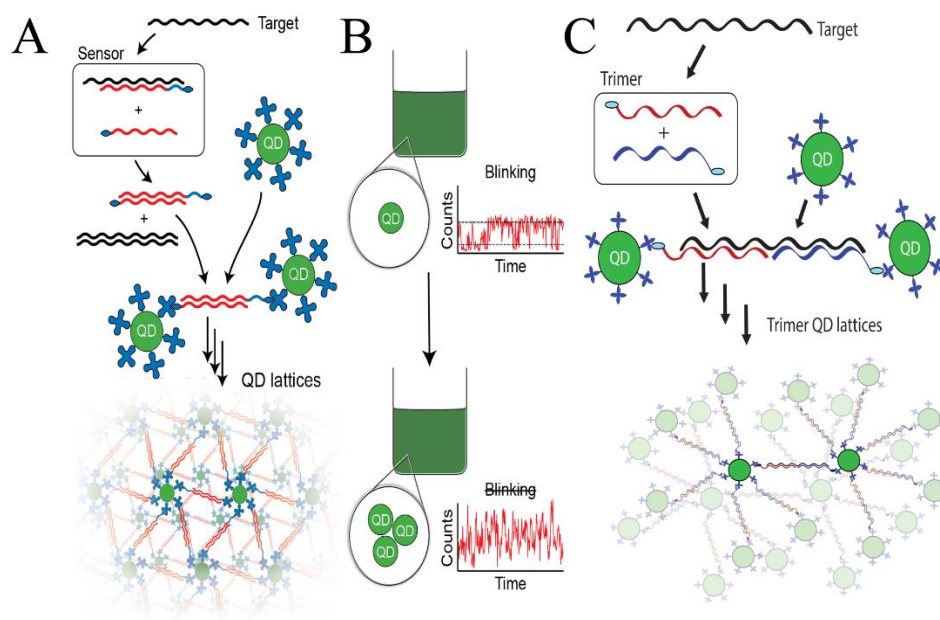 A
Target
Sensor
+
QD
+
QD
QD
QD lattices
B
QD
Blinking
Counts
Time
Blinking
QD
QD
QD
Counts
Time
C
Target
Trimer
+
QD
QD
QD
Trimer QD lattices